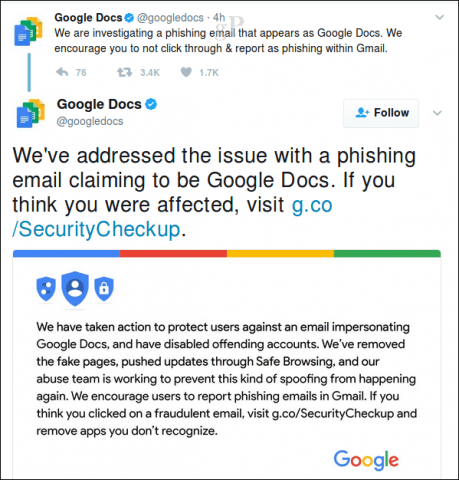 Google Docs @googledocs · 4h
We are investigating a phishing email that appears as Google Docs. We
encourage you to not click through & report as phishing within Gmail.
76 3.4K 1.7K
Google Docs
@googledocs
Follow
We've addressed the issue with a phishing
email claiming to be Google Docs. If you
think you were affected, visit g.co
/SecurityCheckup.
We have taken action to protect users against an email impersonating
Google Docs, and have disabled offending accounts. We've removed
the fake pages, pushed updates through Safe Browsing, and our
abuse team is working to prevent this kind of spoofing from happening
again. We encourage users to report phishing emails in Gmail. If you
think you clicked on a fraudulent email, visit g.co/SecurityCheckup and
remove apps you don't recognize.
Google